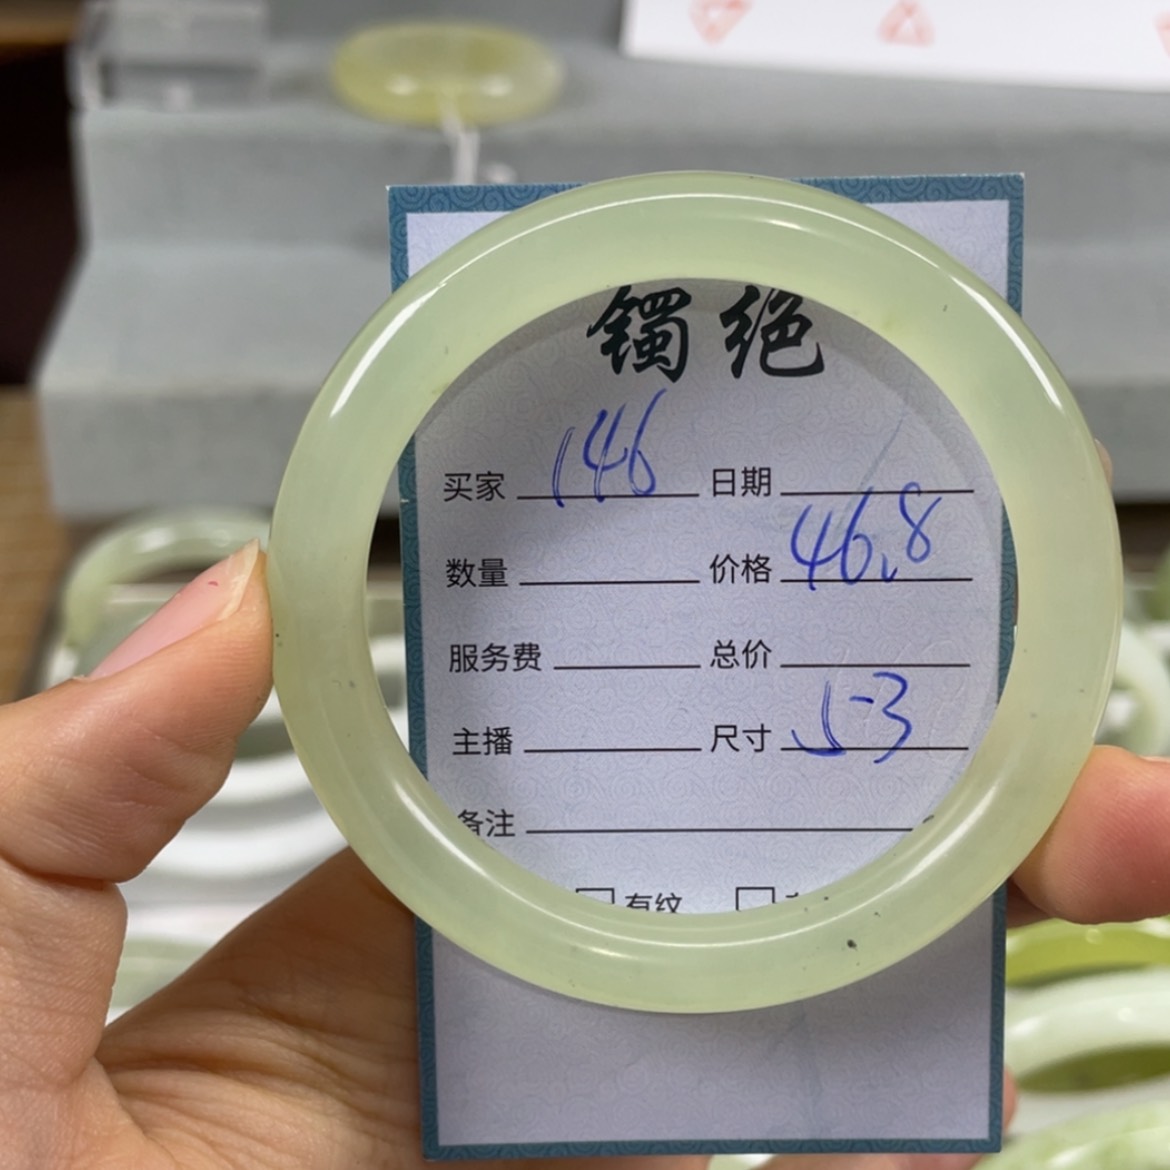 镯绝
买家 146 日期
数量 价格 46.8
服务费 总价
主播 尺寸 53
备注
有纹